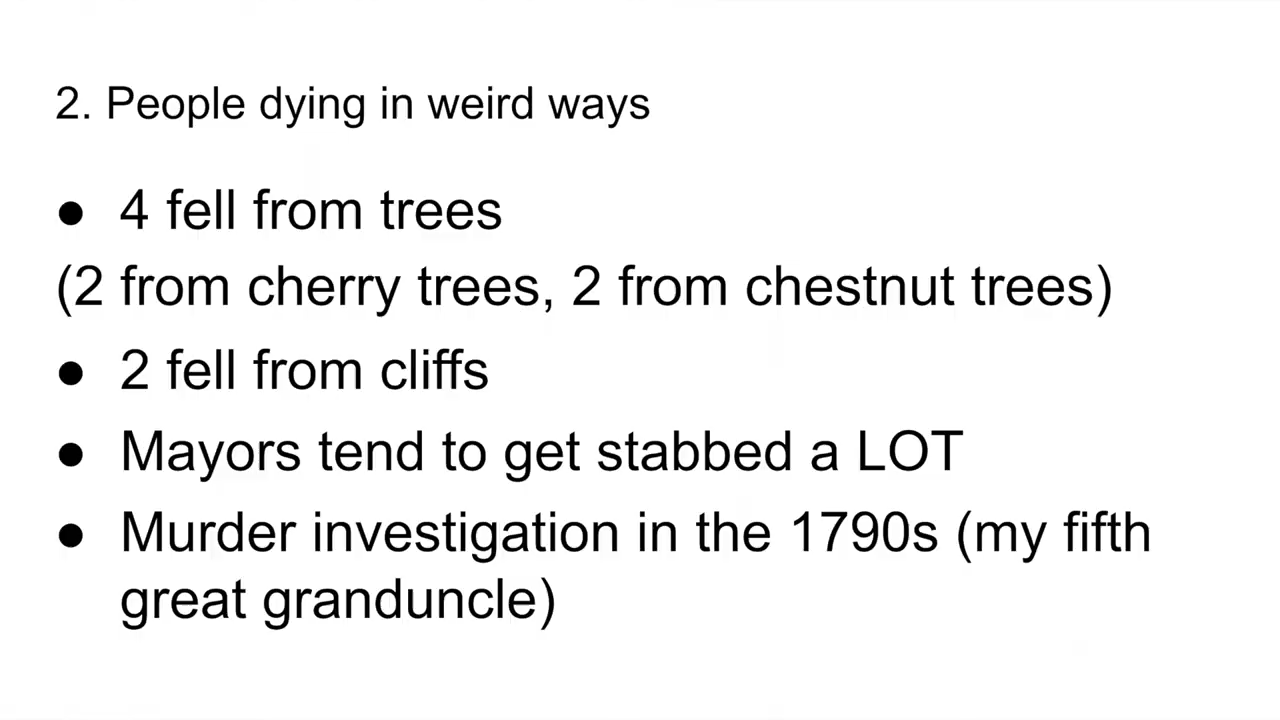 2. People dying in weird ways
● 4 fell from trees
(2 from cherry trees, 2 from chestnut trees)
● 2 fell from cliffs
● Mayors tend to get stabbed a LOT
● Murder investigation in the 1790s (my fifth
great granduncle)